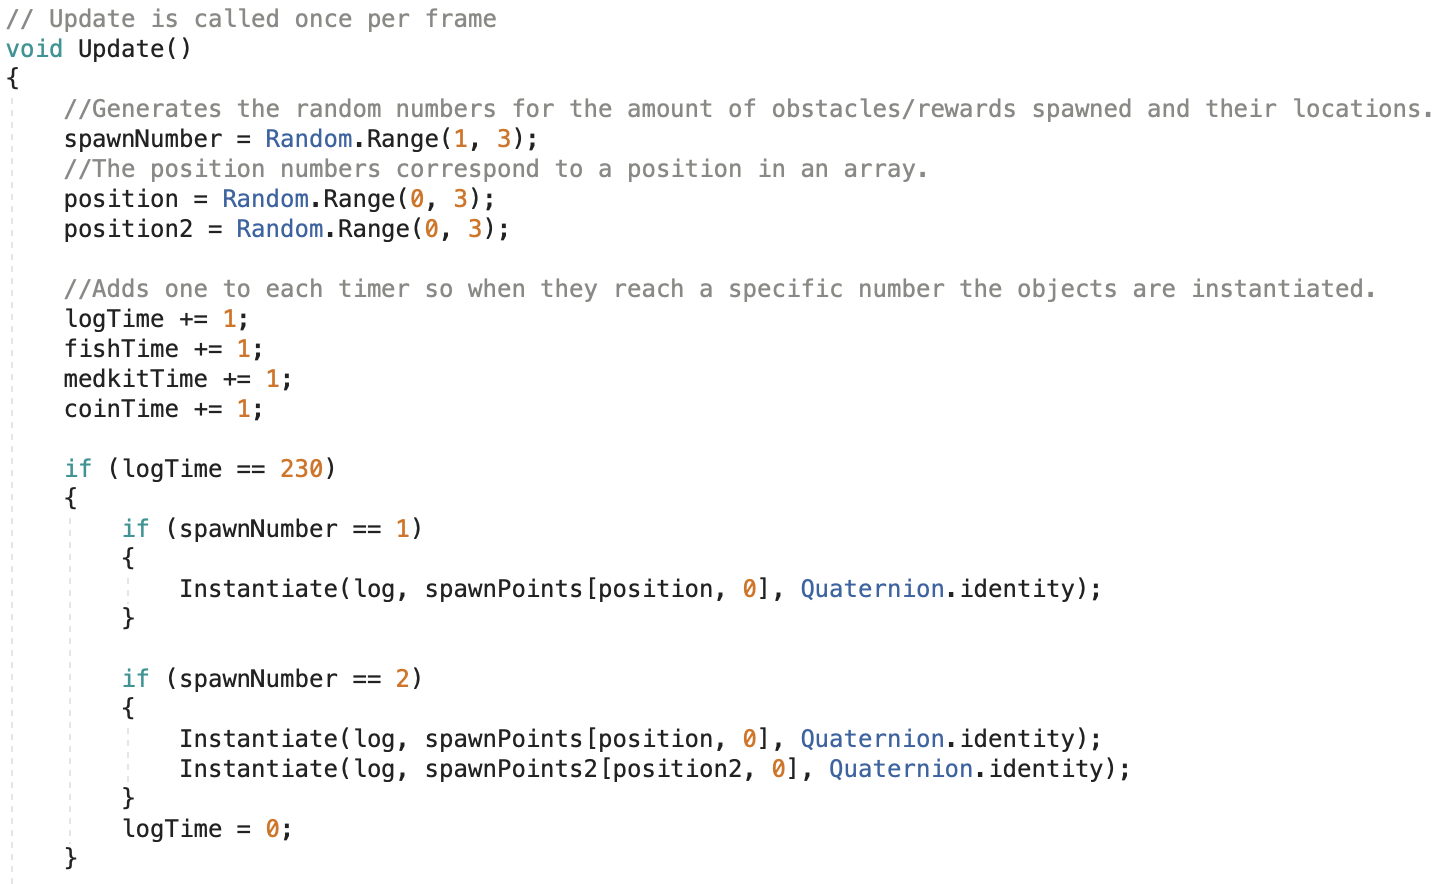 // Update is called once per frame
void Update()
{
    //Generates the random numbers for the amount of obstacles/rewards spawned and their locations.
    spawnNumber = Random.Range(1, 3);
    //The position numbers correspond to a position in an array.
    position = Random.Range(0, 3);
    position2 = Random.Range(0, 3);

    //Adds one to each timer so when they reach a specific number the objects are instantiated.
    logTime += 1;
    fishTime += 1;
    medkitTime += 1;
    coinTime += 1;

    if (logTime == 230)
    {
        if (spawnNumber == 1)
        {
            Instantiate(log, spawnPoints[position, 0], Quaternion.identity);
        }

        if (spawnNumber == 2)
        {
            Instantiate(log, spawnPoints[position, 0], Quaternion.identity);
            Instantiate(log, spawnPoints2[position2, 0], Quaternion.identity);
        }
        logTime = 0;
    }